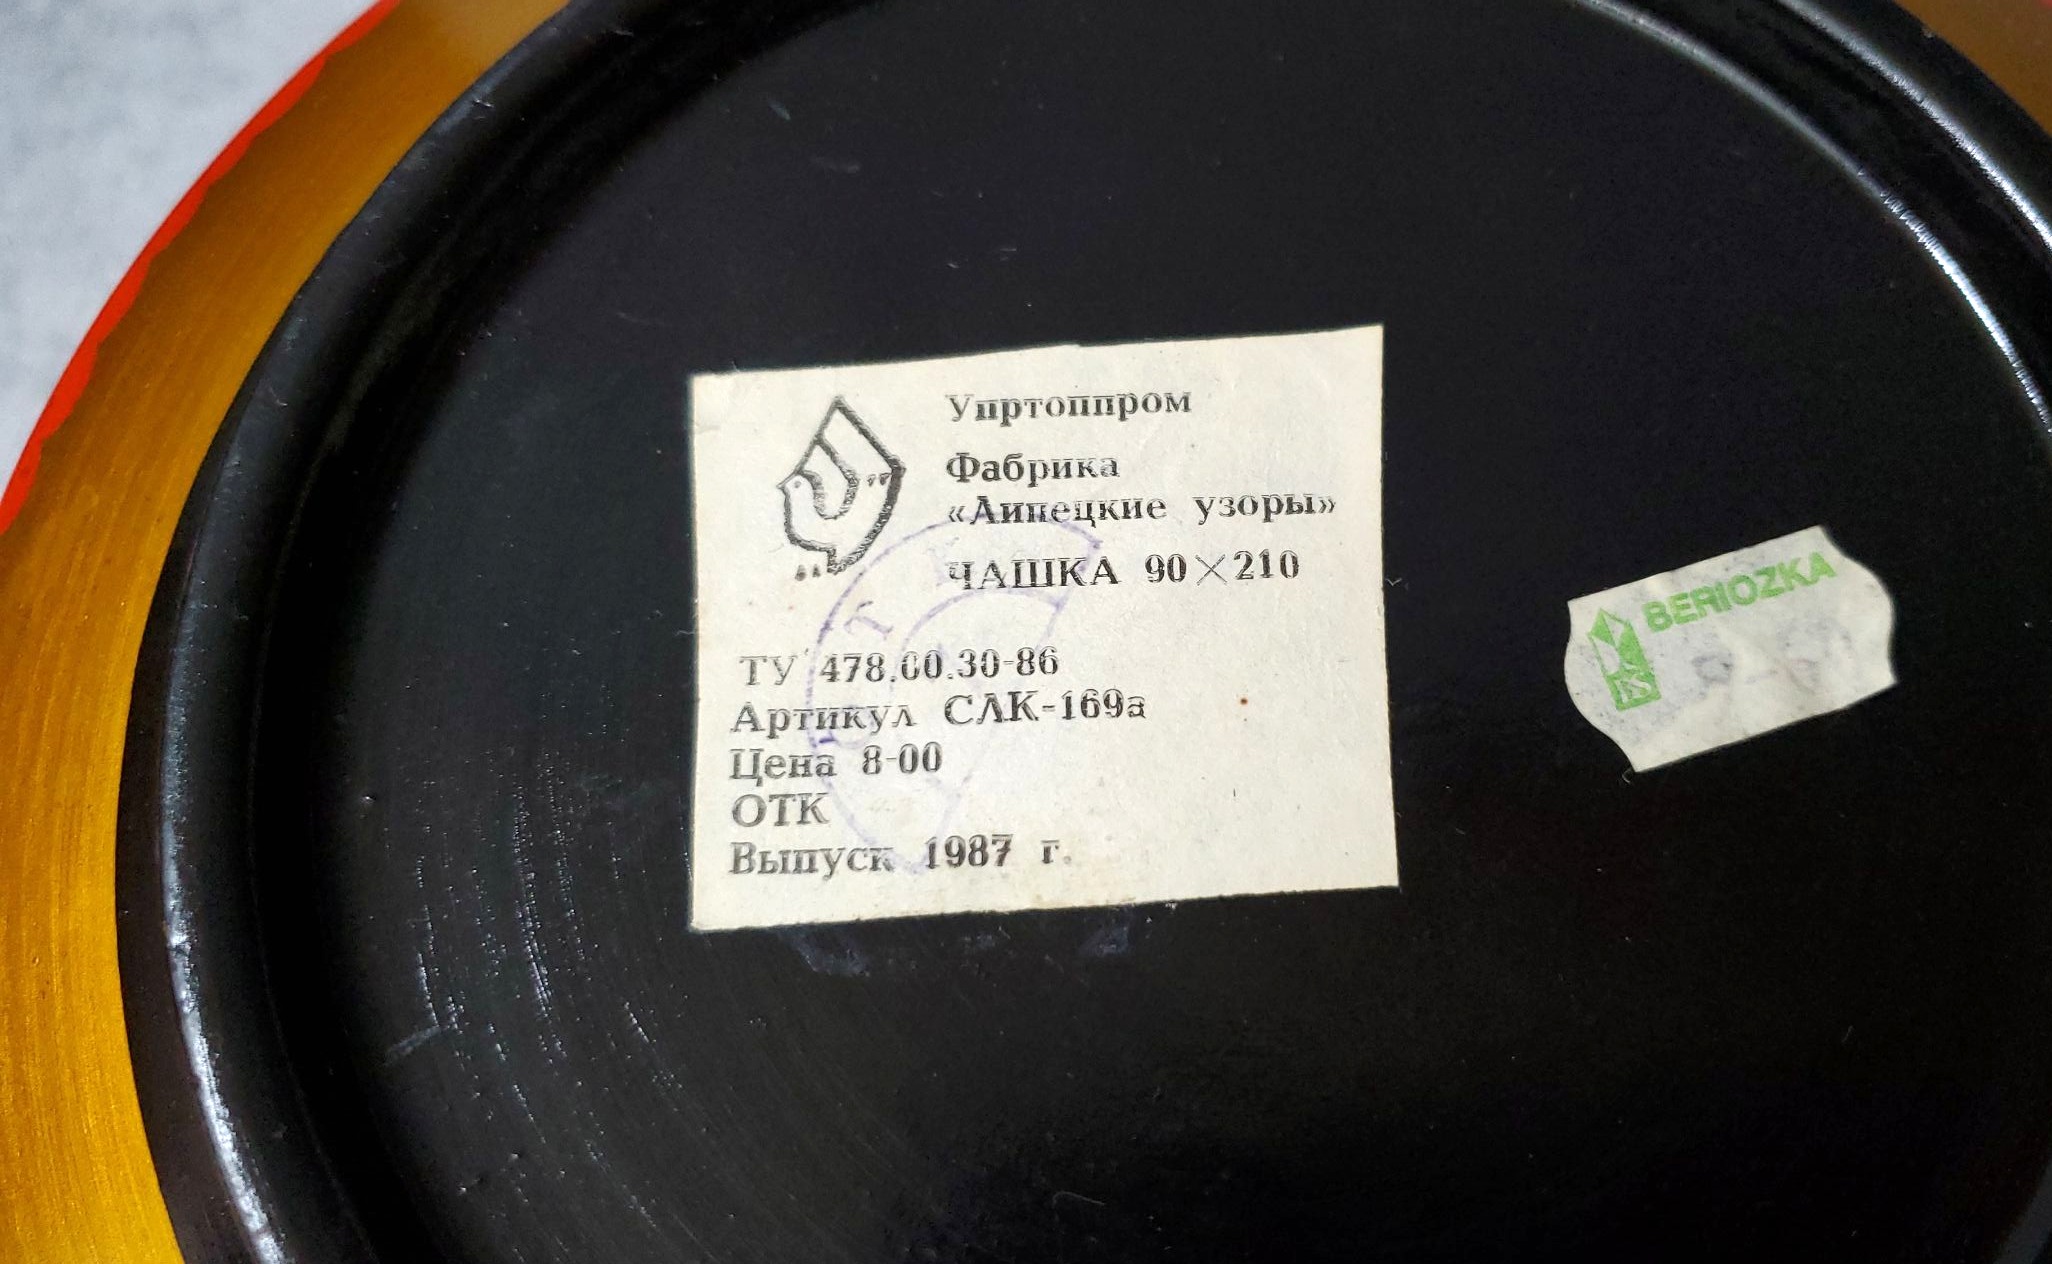 Упртоппром
Фабрика
«Липецкие узоры»
ЧАШКА 90×210
ТУ 478.00.30-86
Артикул СЛК-169а
Цена 8-00
ОТК
Выпуск 1987 г.
BERIOZKA